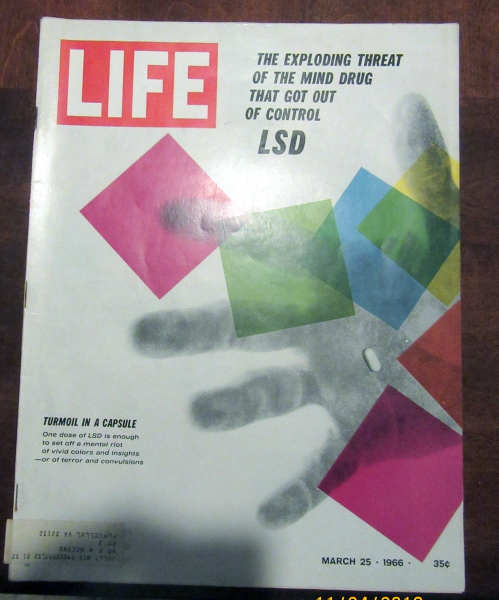 LIFE
THE EXPLODING THREAT
OF THE MIND DRUG
THAT GOT OUT
OF CONTROL
LSD
TURMOIL IN A CAPSULE
One dose of LSD is enough
to set off a mental riot
of vivid colors and insights
—or of terror and convulsions
MARCH 25 · 1966 · 35¢